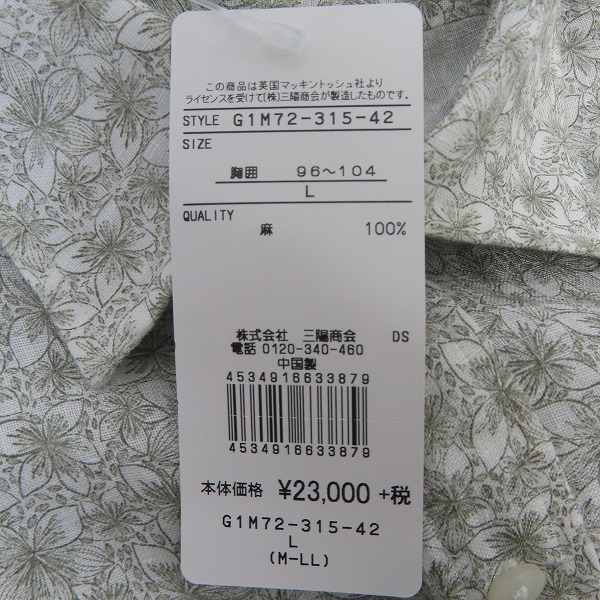 この商品は英国マッキントッシュ社より
ライセンスを受けて(株)三陽商会が製造したものです。
STYLE G1M72-315-42
SIZE
胸囲 96～104
L
QUALITY
麻 100%
株式会社 三陽商会 DS
電話 0120-340-460
中国製
4534916633879
4534916633879
本体価格 ¥23,000 +税
G1M72-315-42
L
(M-LL)